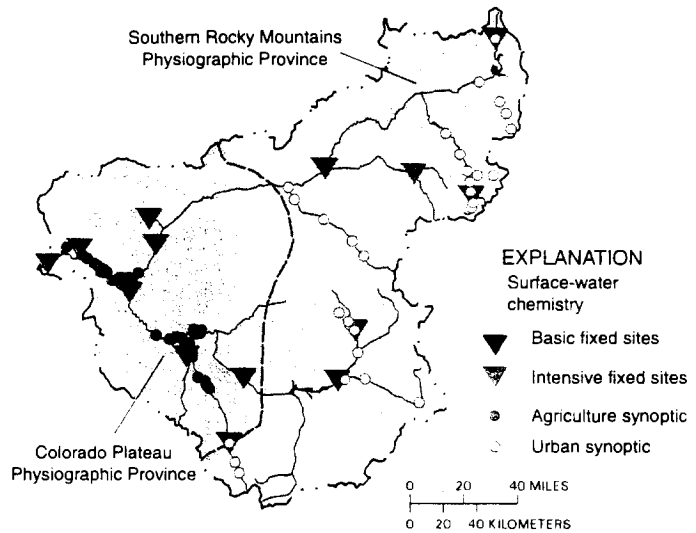 Southern Rocky Mountains
Physiographic Province
EXPLANATION
Surface-water
chemistry
Basic fixed sites
Intensive fixed sites
Agriculture synoptic
Urban synoptic
Colorado Plateau
Physiographic Province
0 20 40 MILES
0 20 40 KILOMETERS